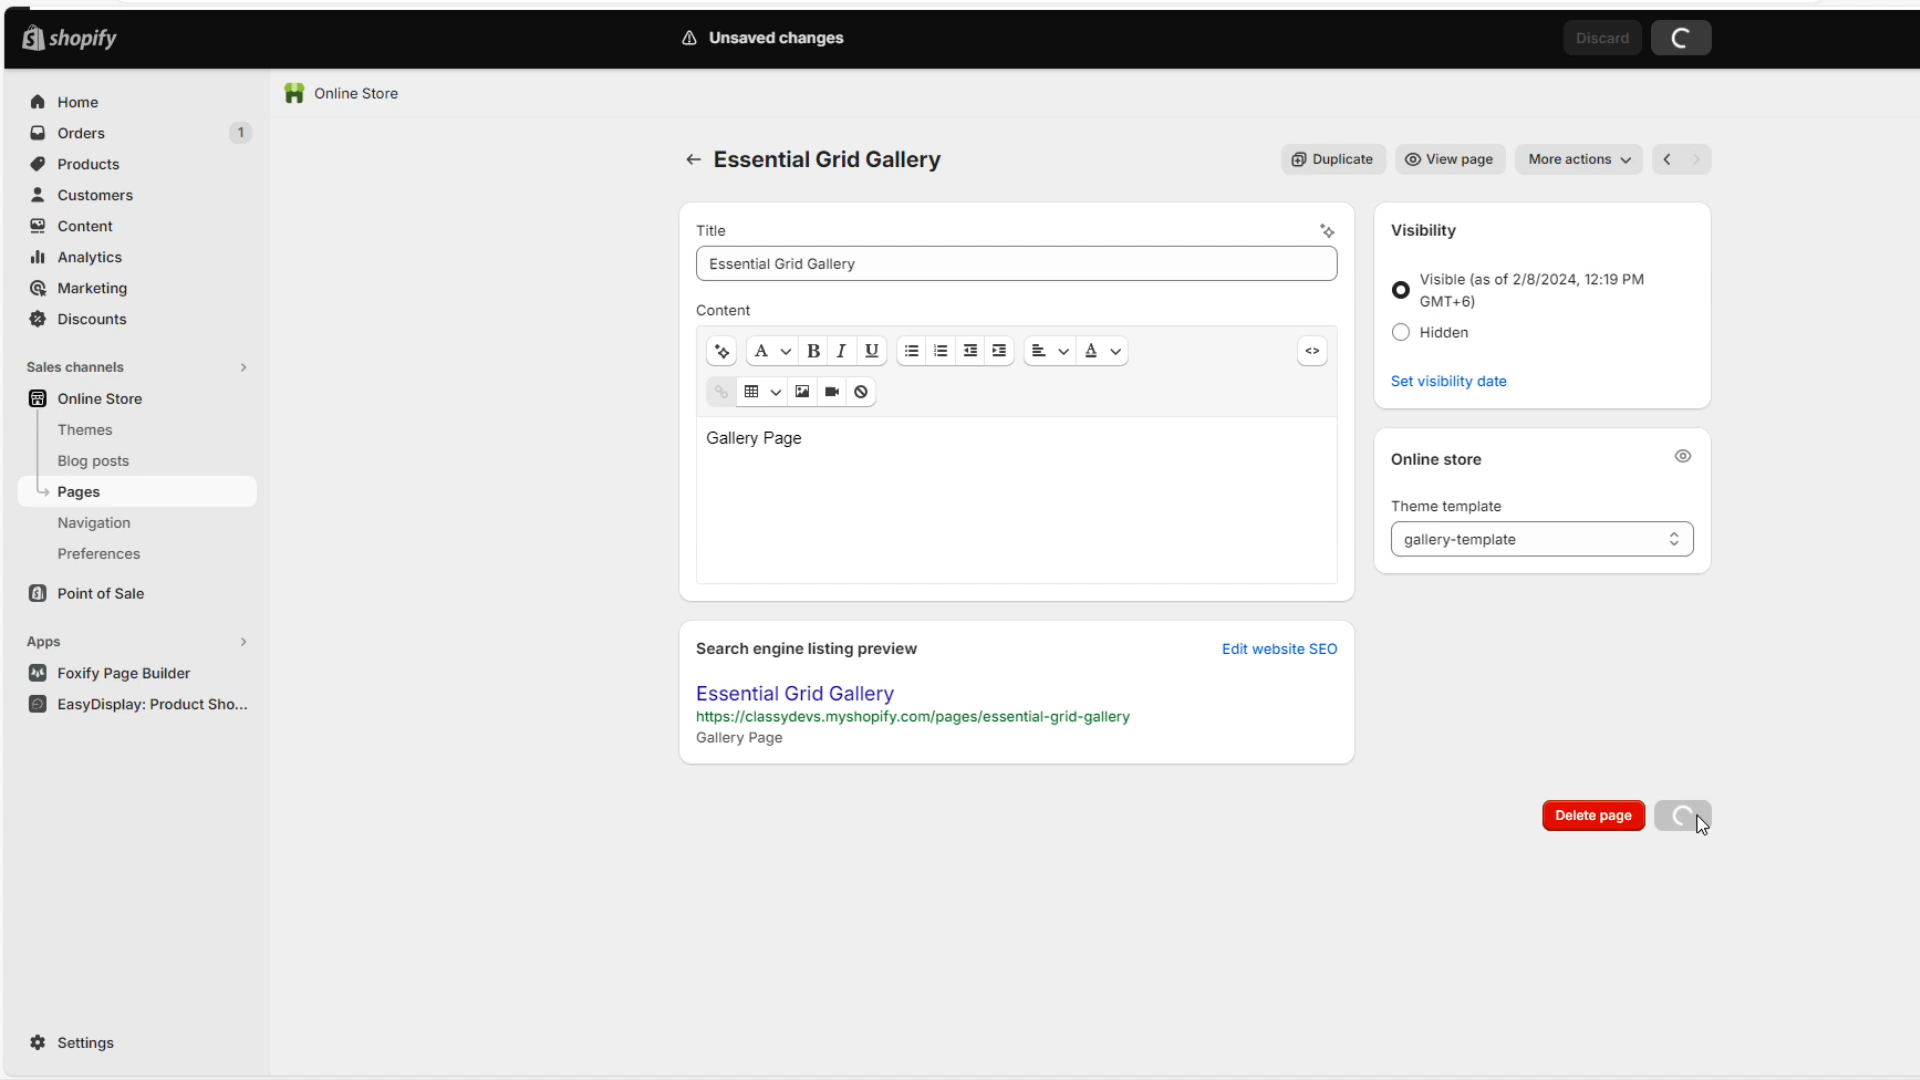 shopify
Unsaved changes
Discard
Home
Orders
1
Products
Customers
Content
Analytics
Marketing
Discounts
Sales channels
Online Store
Themes
Blog posts
Pages
Navigation
Preferences
Point of Sale
Apps
Foxify Page Builder
EasyDisplay: Product Sho...
Settings
Online Store
Essential Grid Gallery
Duplicate
View page
More actions
Title
Essential Grid Gallery
Content
A B I U A
<>
Gallery Page
Search engine listing preview
Edit website SEO
Essential Grid Gallery
https://classydevs.myshopify.com/pages/essential-grid-gallery
Gallery Page
Visibility
Visible (as of 2/8/2024, 12:19 PM
GMT+6)
Hidden
Set visibility date
Online store
Theme template
gallery-template
Delete page